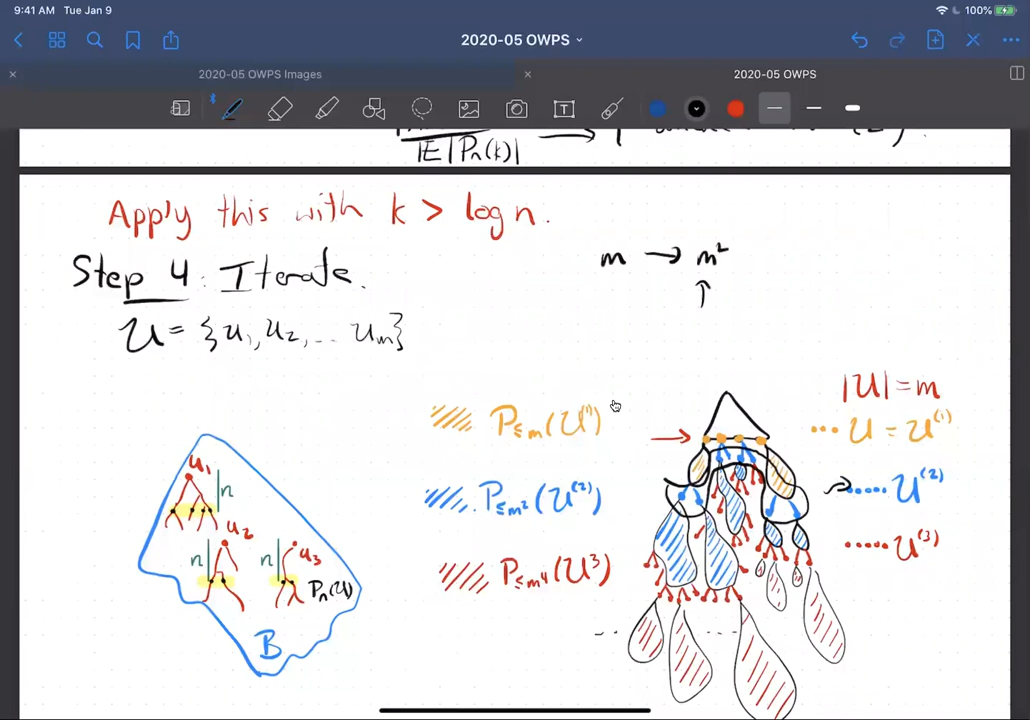 9:41 AM Tue Jan 9
100%
2020-05 OWPS
2020-05 OWPS Images
2020-05 OWPS
|E|Pₙ(k)|
Apply this with k > log n.
Step 4: Iterate.
m → m²
↑
𝒰 = {u₁, u₂, ... uₘ}
|𝒰| = m
P≤m(𝒰⁽¹⁾)
... 𝒰 = 𝒰⁽¹⁾
P≤m²(𝒰⁽²⁾)
..... 𝒰⁽²⁾
P≤m⁴(𝒰³)
...... 𝒰⁽³⁾
u₁
n
u₂
n
n
u₃
Pₙ(𝒰)
B